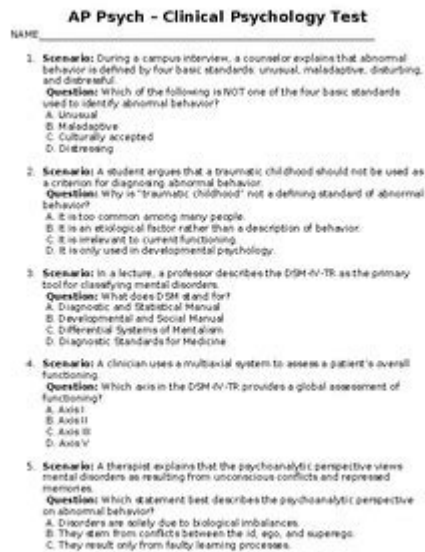 AP Psych – Clinical Psychology Test
NAME
1. Scenario: During a campus interview, a counselor explains that abnormal
behavior is defined by four basic standards: unusual, maladaptive, disturbing,
and distressful.
Question: Which of the following is NOT one of the four basic standards
used to identify abnormal behavior?
A. Unusual
B. Maladaptive
C. Culturally accepted
D. Distressing
2. Scenario: A student argues that a traumatic childhood should not be used as
a criterion for diagnosing abnormal behavior.
Question: Why is "traumatic childhood" not a defining standard of abnormal
behavior?
A. It is too common among many people.
B. It is an etiological factor rather than a description of behavior.
C. It is irrelevant to current functioning.
D. It is only used in developmental psychology.
3. Scenario: In a lecture, a professor describes the DSM-IV-TR as the primary
tool for classifying mental disorders.
Question: What does DSM stand for?
A. Diagnostic and Statistical Manual
B. Developmental and Social Manual
C. Differential Systems of Mentalism
D. Diagnostic Standards for Medicine
4. Scenario: A clinician uses a multiaxial system to assess a patient's overall
functioning.
Question: Which axis in the DSM-IV-TR provides a global assessment of
functioning?
A. Axis I
B. Axis II
C. Axis III
D. Axis V
5. Scenario: A therapist explains that the psychoanalytic perspective views
mental disorders as resulting from unconscious conflicts and repressed
memories.
Question: Which statement best describes the psychoanalytic perspective
on abnormal behavior?
A. Disorders are solely due to biological imbalances.
B. They stem from conflicts between the id, ego, and superego.
C. They result only from faulty learning processes.